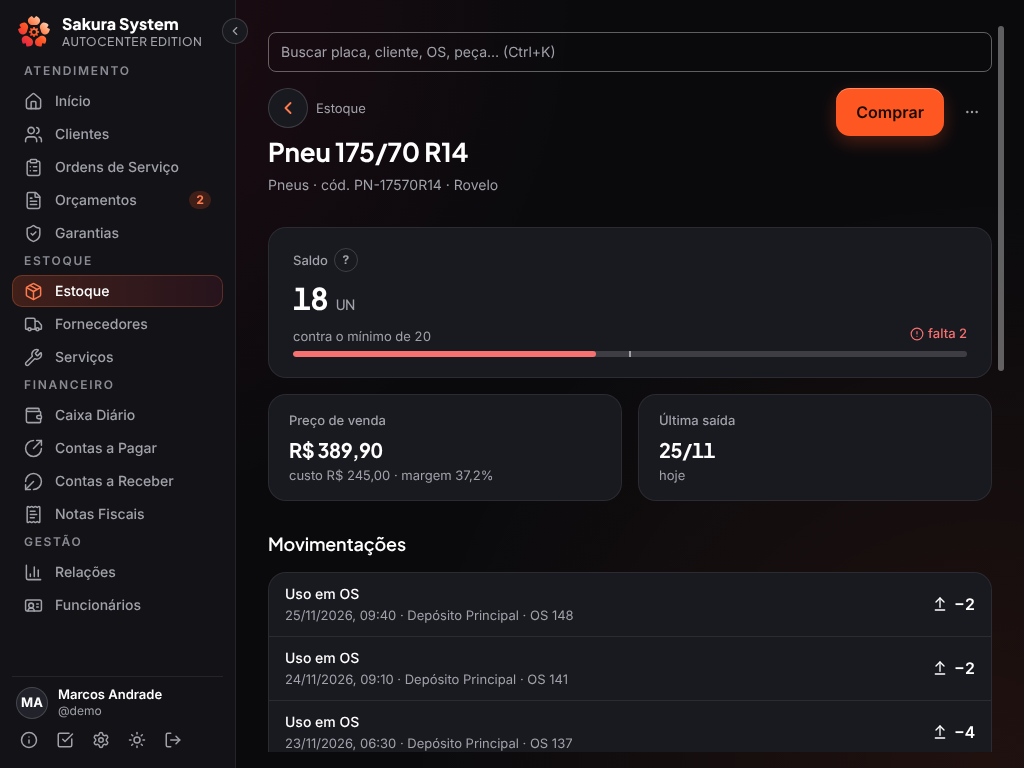 Sakura System
AUTOCENTER EDITION
ATENDIMENTO
Início
Clientes
Ordens de Serviço
Orçamentos 2
Garantias
ESTOQUE
Estoque
Fornecedores
Serviços
FINANCEIRO
Caixa Diário
Contas a Pagar
Contas a Receber
Notas Fiscais
GESTÃO
Relações
Funcionários
MA
Marcos Andrade
@demo
Buscar placa, cliente, OS, peça... (Ctrl+K)
Estoque
Comprar
Pneu 175/70 R14
Pneus · cód. PN-17570R14 · Rovelo
Saldo ?
18 UN
contra o mínimo de 20
falta 2
Preço de venda
R$ 389,90
custo R$ 245,00 · margem 37,2%
Última saída
25/11
hoje
Movimentações
Uso em OS
25/11/2026, 09:40 · Depósito Principal · OS 148
−2
Uso em OS
24/11/2026, 09:10 · Depósito Principal · OS 141
−2
Uso em OS
23/11/2026, 06:30 · Depósito Principal · OS 137
−4